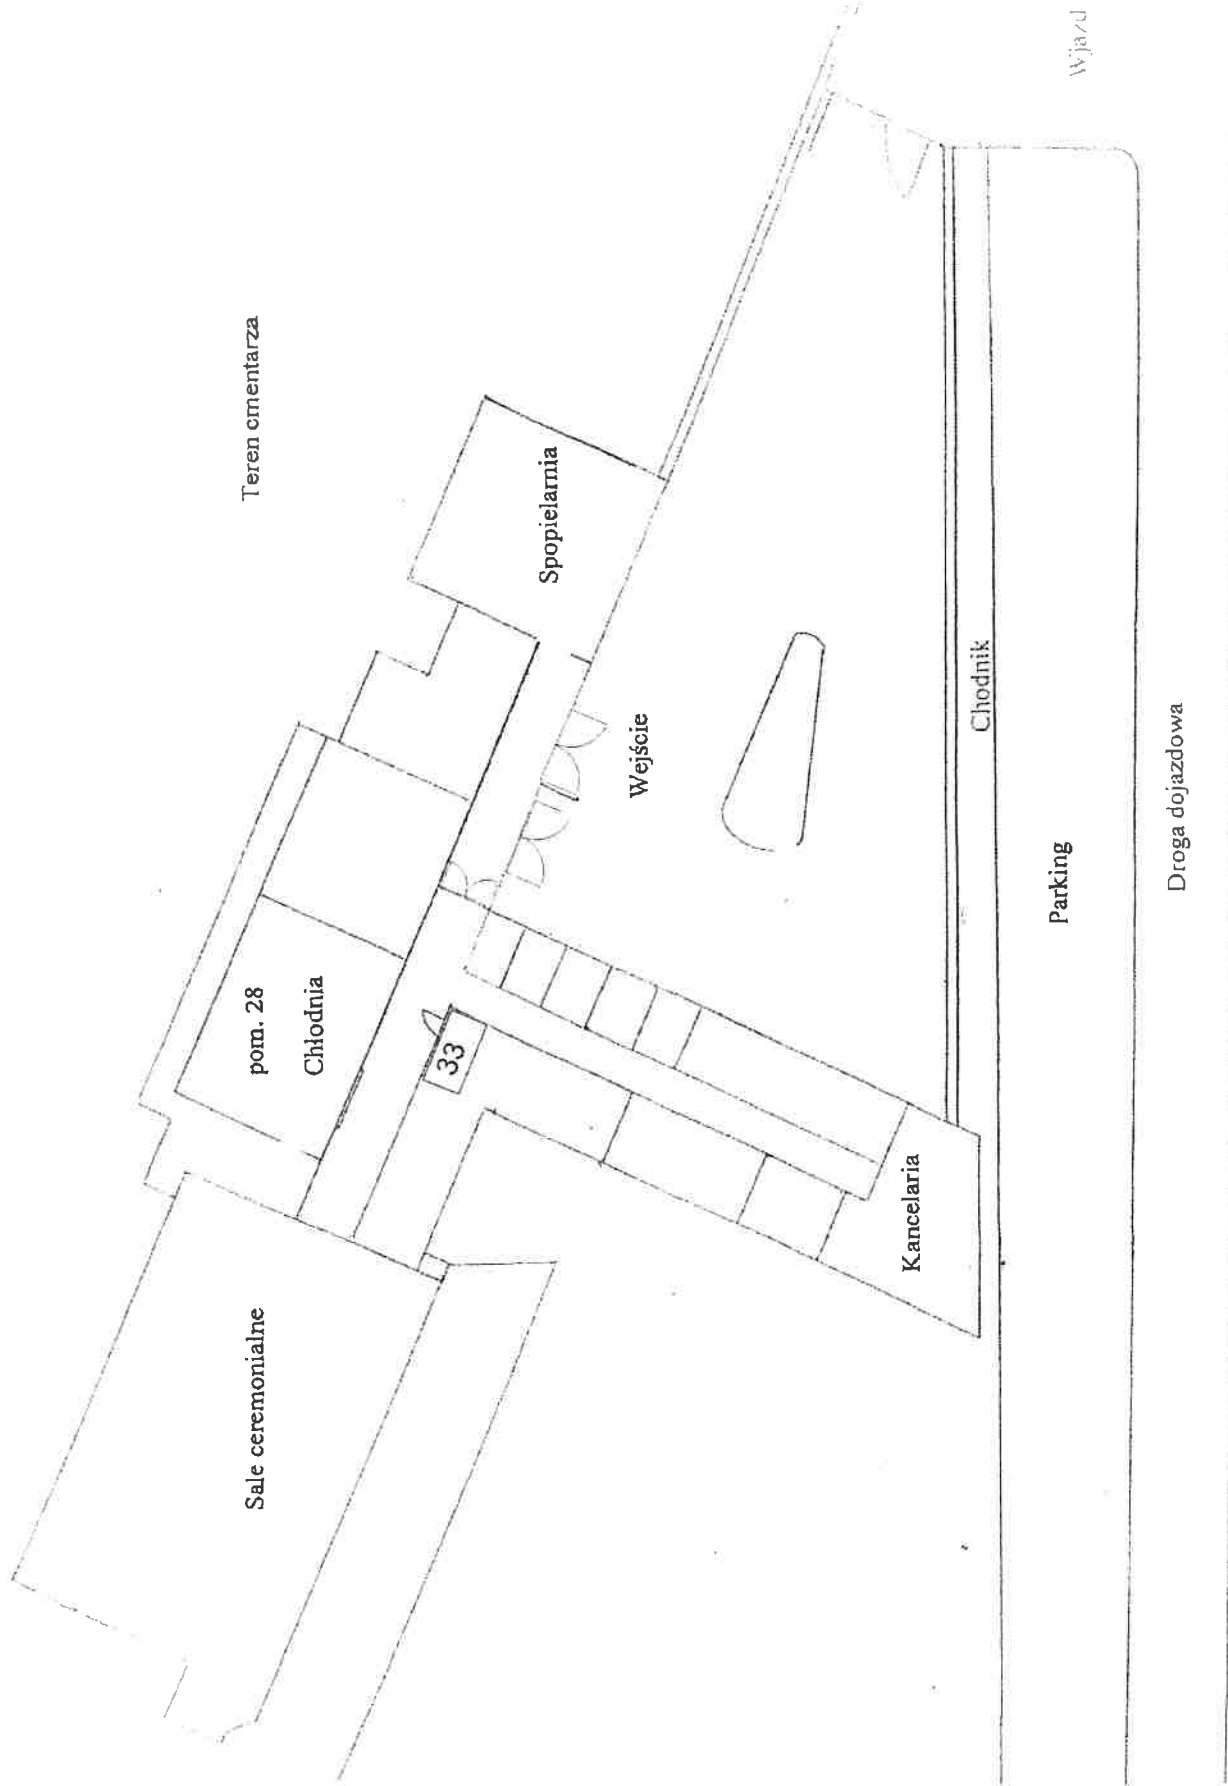 Teren cmentarza
pom. 28
Chłodnia
Spopielarnia
33
Sale ceremonialne
Wejście
Kancelaria
Chodnik
Parking
Wjazd
Droga dojazdowa